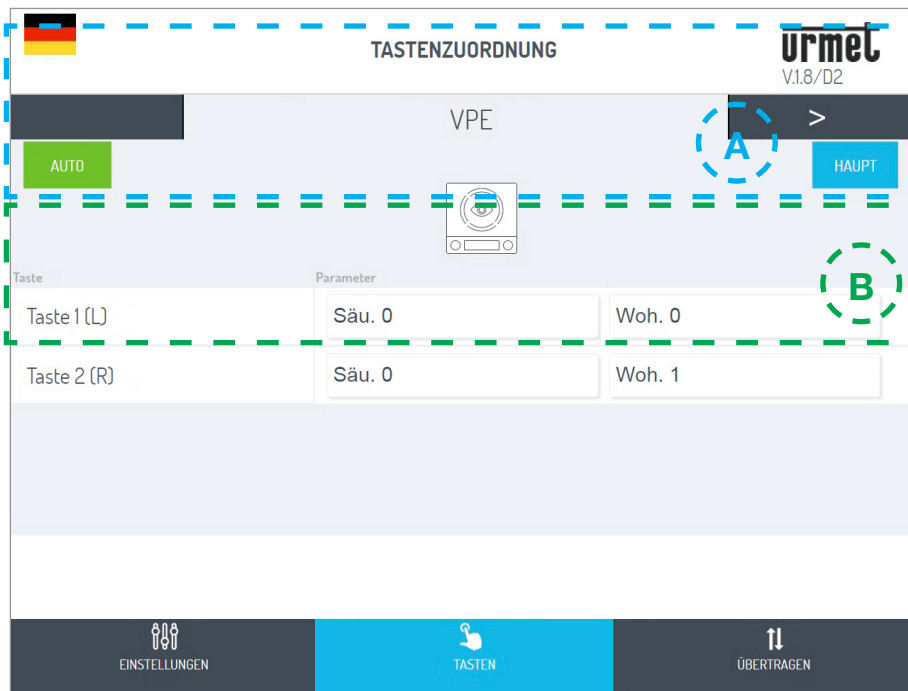 TASTENZUORDNUNG
urmet
V.1.8/D2
VPE
>
A
AUTO
HAUPT
Taste
Parameter
B
Taste 1 (L)
Säu. 0
Woh. 0
Taste 2 (R)
Säu. 0
Woh. 1
EINSTELLUNGEN
TASTEN
ÜBERTRAGEN